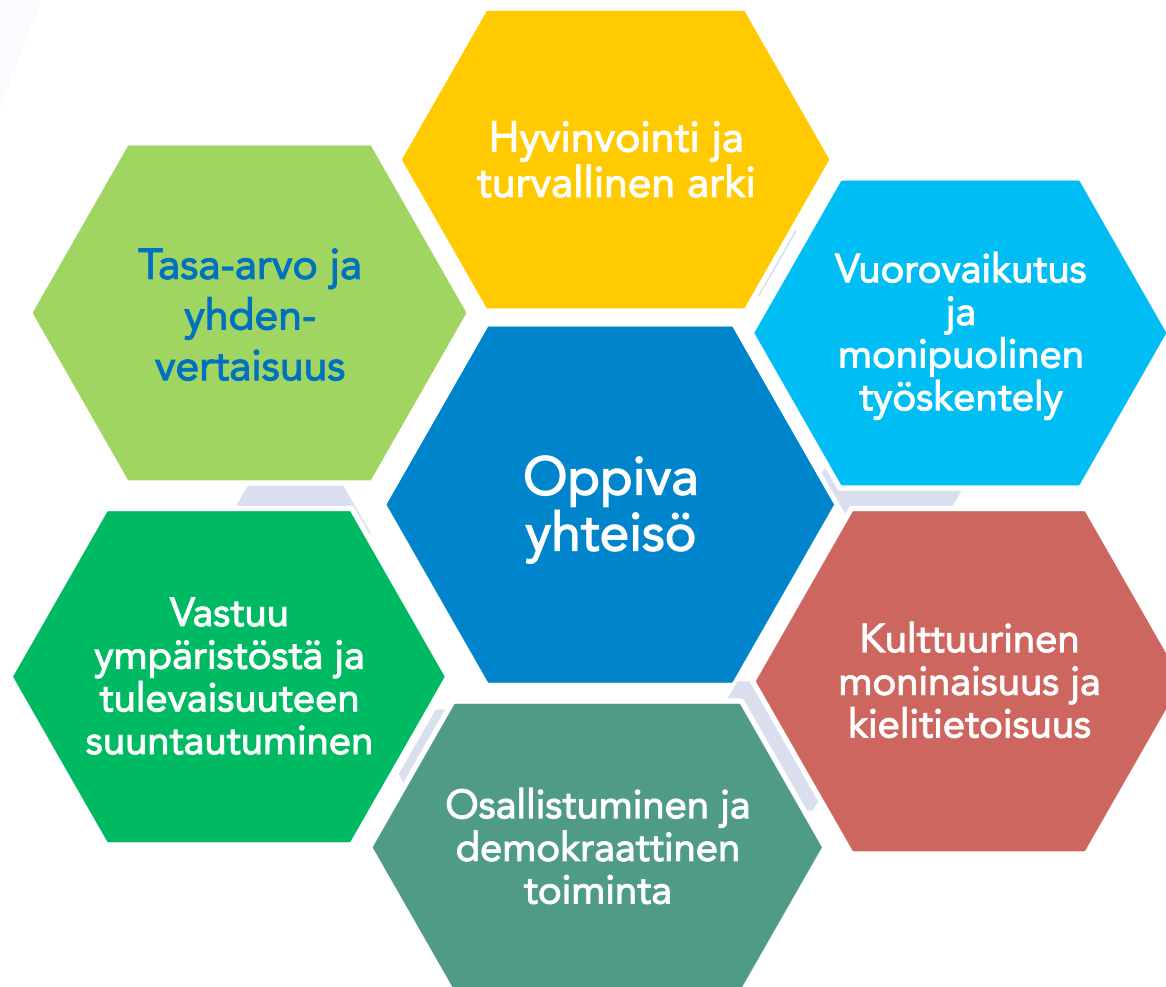 Hyvinvointi ja
turvallinen arki
Tasa-arvo ja
yhden-
vertaisuus
Vuorovaikutus
ja
monipuolinen
työskentely
Oppiva
yhteisö
Vastuu
ympäristöstä ja
tulevaisuuteen
suuntautuminen
Kulttuurinen
moninaisuus ja
kielitietoisuus
Osallistuminen ja
demokraattinen
toiminta